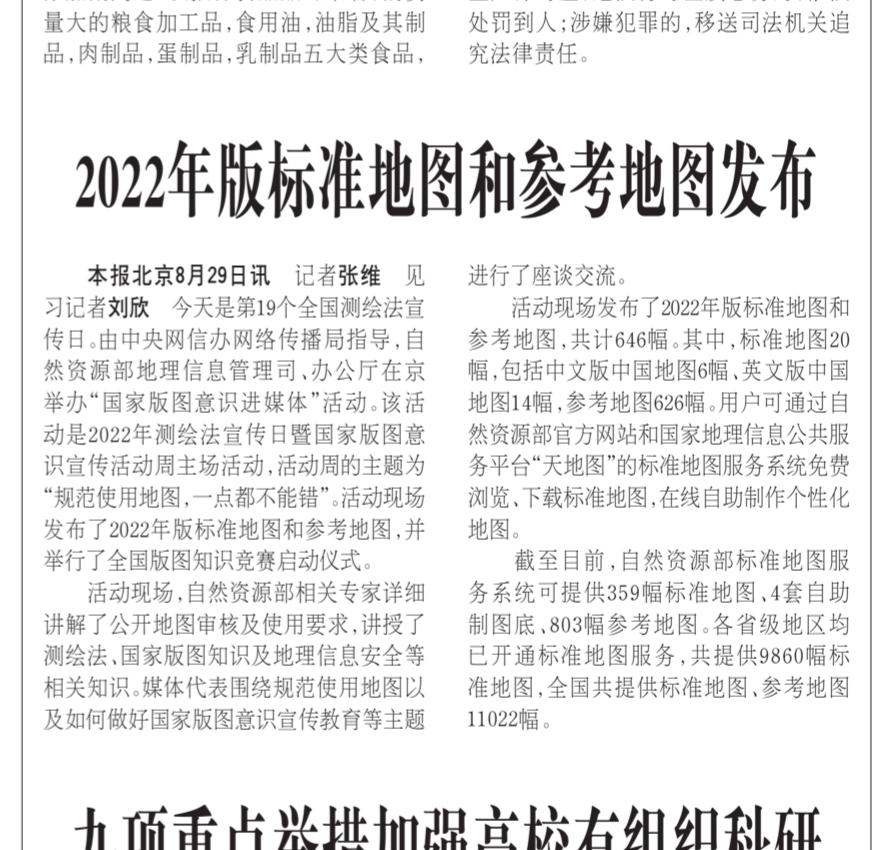 量大的粮食加工品,食用油,油脂及其制
品,肉制品,蛋制品,乳制品五大类食品,
处罚到人;涉嫌犯罪的,移送司法机关追
究法律责任。
2022年版标准地图和参考地图发布
本报北京8月29日讯 记者张维 见
习记者刘欣 今天是第19个全国测绘法宣
传日。由中央网信办网络传播局指导,自
然资源部地理信息管理司、办公厅在京
举办“国家版图意识进媒体”活动。该活
动是2022年测绘法宣传日暨国家版图意
识宣传活动周主场活动,活动周的主题为
“规范使用地图,一点都不能错”。活动现场
发布了2022年版标准地图和参考地图,并
举行了全国版图知识竞赛启动仪式。
活动现场,自然资源部相关专家详细
讲解了公开地图审核及使用要求,讲授了
测绘法、国家版图知识及地理信息安全等
相关知识。媒体代表围绕规范使用地图以
及如何做好国家版图意识宣传教育等主题
进行了座谈交流。
活动现场发布了2022年版标准地图和
参考地图,共计646幅。其中,标准地图20
幅,包括中文版中国地图6幅、英文版中国
地图14幅,参考地图626幅。用户可通过自
然资源部官方网站和国家地理信息公共服
务平台“天地图”的标准地图服务系统免费
浏览、下载标准地图,在线自助制作个性化
地图。
截至目前,自然资源部标准地图服
务系统可提供359幅标准地图、4套自助
制图底、803幅参考地图。各省级地区均
已开通标准地图服务,共提供9860幅标
准地图,全国共提供标准地图、参考地图
11022幅。
九项重点举措加强高校有组织科研